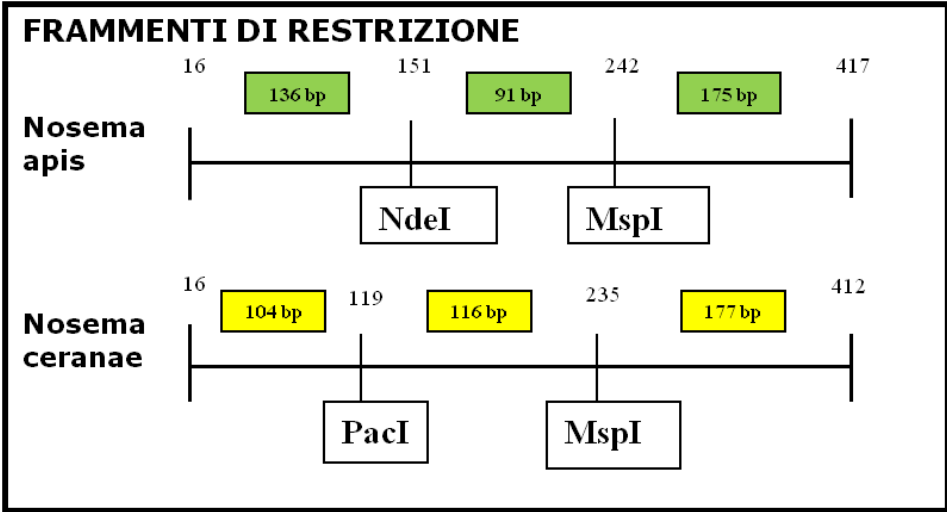 FRAMMENTI DI RESTRIZIONE
16 151 242 417
136 bp 91 bp 175 bp
Nosema
apis
NdeI MspI
16 119 235 412
104 bp 116 bp 177 bp
Nosema
ceranae
PacI MspI